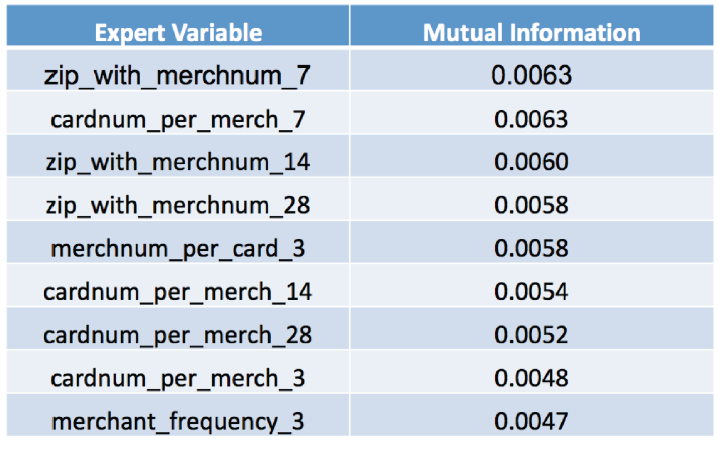 Expert Variable Mutual Information
zip_with_merchnum_7 0.0063
cardnum_per_merch_7 0.0063
zip_with_merchnum_14 0.0060
zip_with_merchnum_28 0.0058
merchnum_per_card_3 0.0058
cardnum_per_merch_14 0.0054
cardnum_per_merch_28 0.0052
cardnum_per_merch_3 0.0048
merchant_frequency_3 0.0047